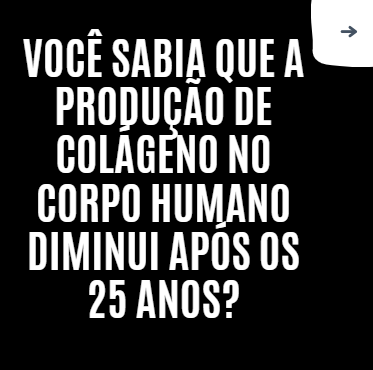 VOCÊ SABIA QUE A
PRODUÇÃO DE
COLÁGENO NO
CORPO HUMANO
DIMINUI APÓS OS
25 ANOS?